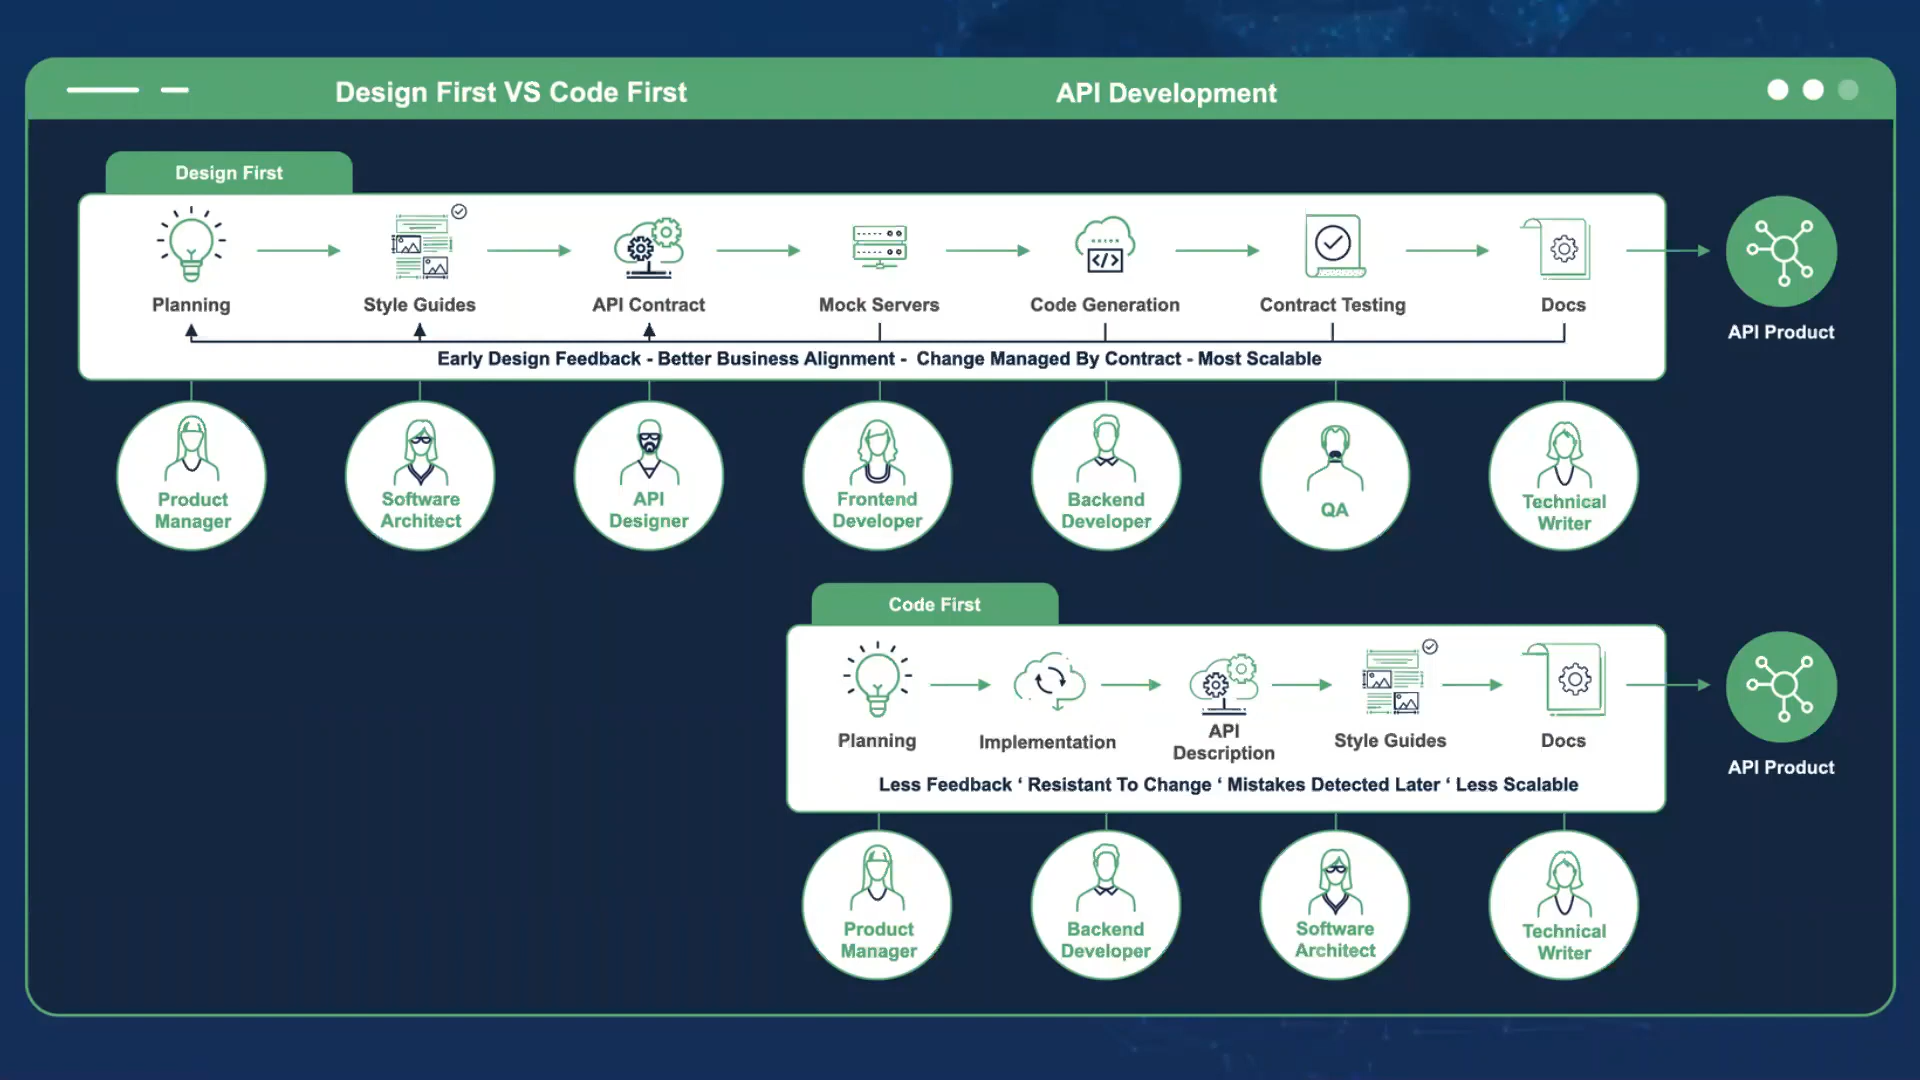 Design First VS Code First
API Development
Design First
Planning
Style Guides
API Contract
Mock Servers
Code Generation
Contract Testing
Docs
API Product
Early Design Feedback - Better Business Alignment - Change Managed By Contract - Most Scalable
Product
Manager
Software
Architect
API
Designer
Frontend
Developer
Backend
Developer
QA
Technical
Writer
Code First
Planning
Implementation
API
Description
Style Guides
Docs
API Product
Less Feedback ‘ Resistant To Change ‘ Mistakes Detected Later ‘ Less Scalable
Product
Manager
Backend
Developer
Software
Architect
Technical
Writer